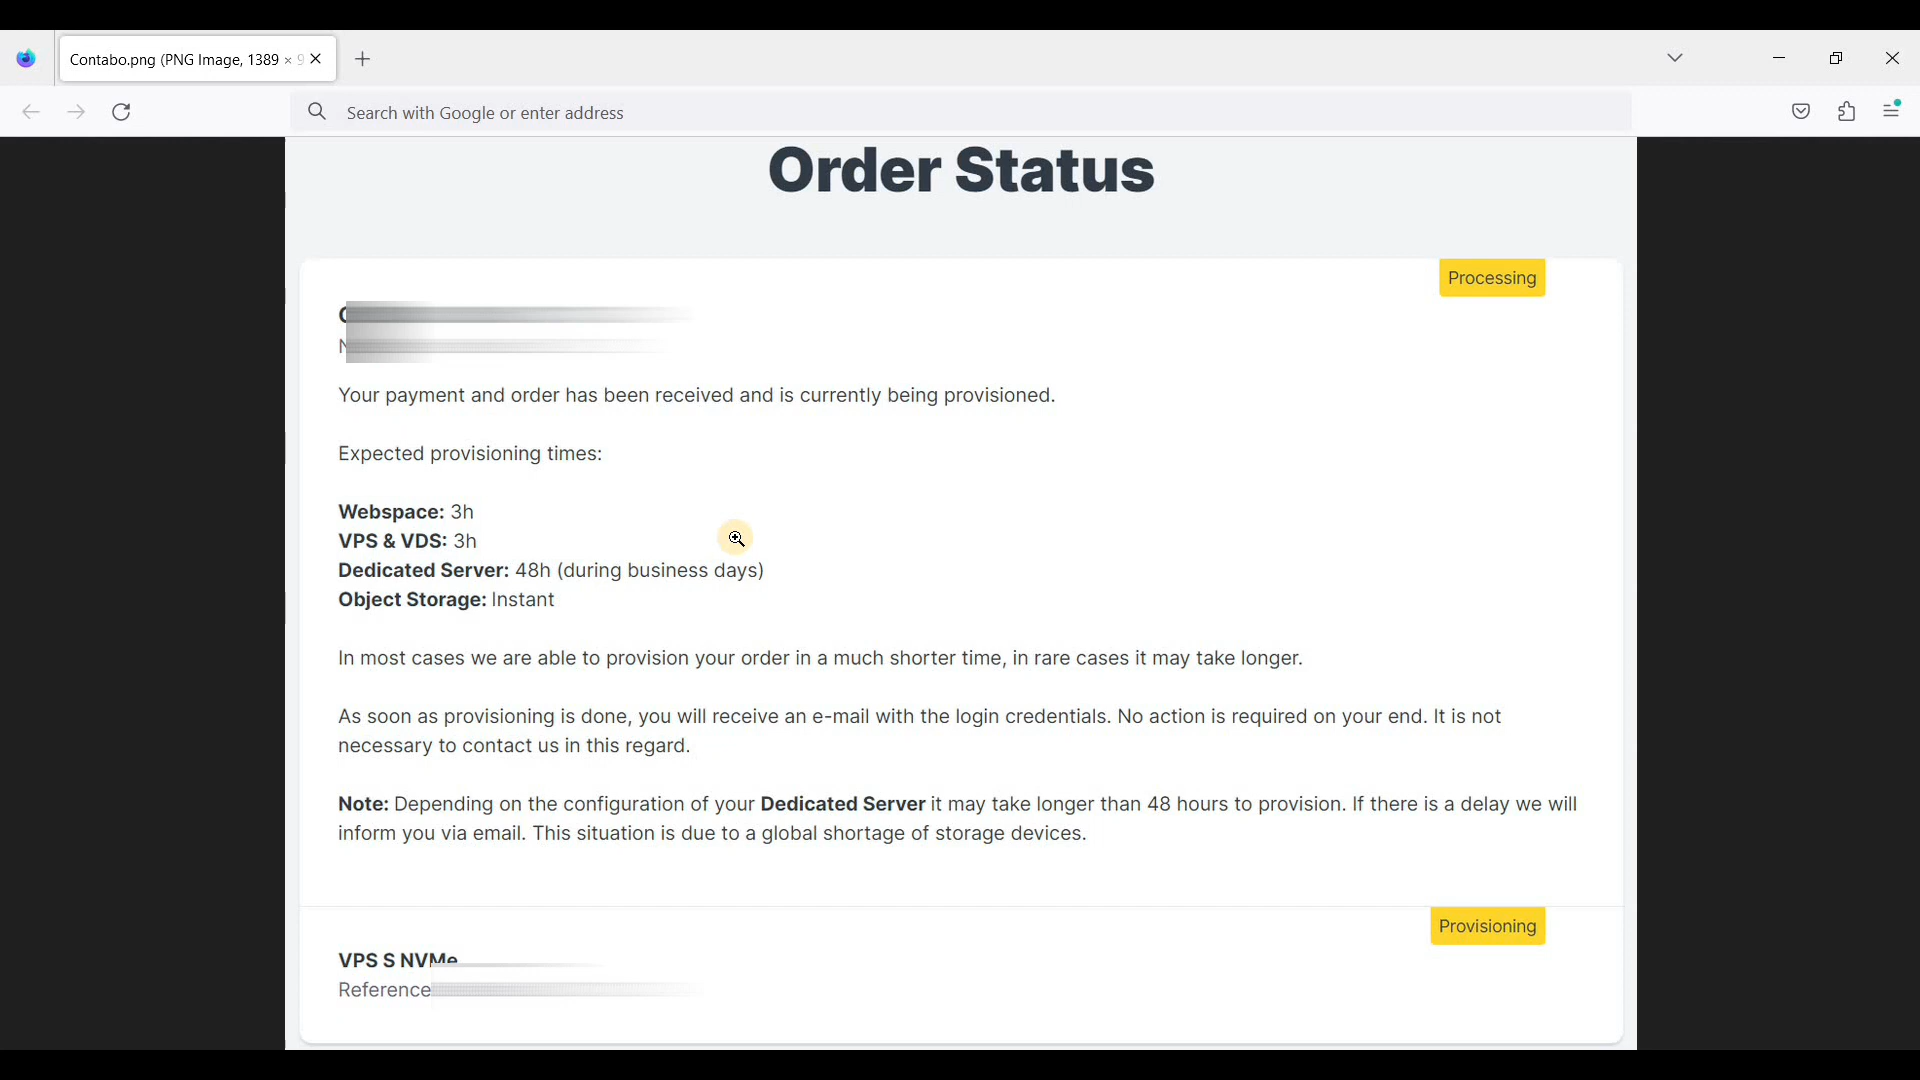 Contabo.png (PNG Image, 1389 × 9
Search with Google or enter address
Order Status
Processing
Your payment and order has been received and is currently being provisioned.
Expected provisioning times:
Webspace: 3h
VPS & VDS: 3h
Dedicated Server: 48h (during business days)
Object Storage: Instant
In most cases we are able to provision your order in a much shorter time, in rare cases it may take longer.
As soon as provisioning is done, you will receive an e-mail with the login credentials. No action is required on your end. It is not
necessary to contact us in this regard.
Note: Depending on the configuration of your Dedicated Server it may take longer than 48 hours to provision. If there is a delay we will
inform you via email. This situation is due to a global shortage of storage devices.
Provisioning
VPS S NVMe
Reference